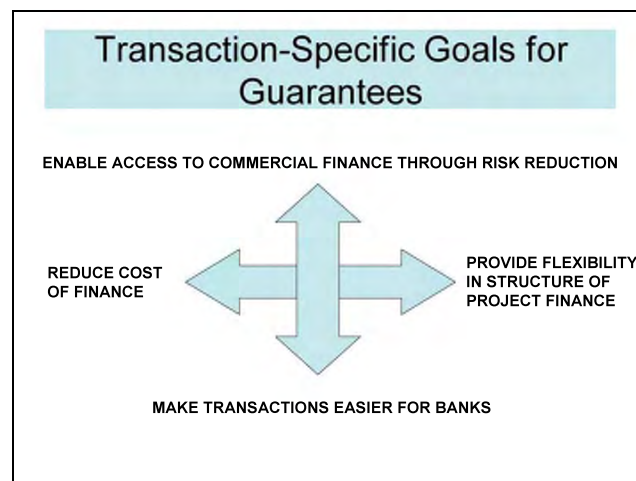 Transaction-Specific Goals for
Guarantees
ENABLE ACCESS TO COMMERCIAL FINANCE THROUGH RISK REDUCTION
REDUCE COST
OF FINANCE
PROVIDE FLEXIBILITY
IN STRUCTURE OF
PROJECT FINANCE
MAKE TRANSACTIONS EASIER FOR BANKS